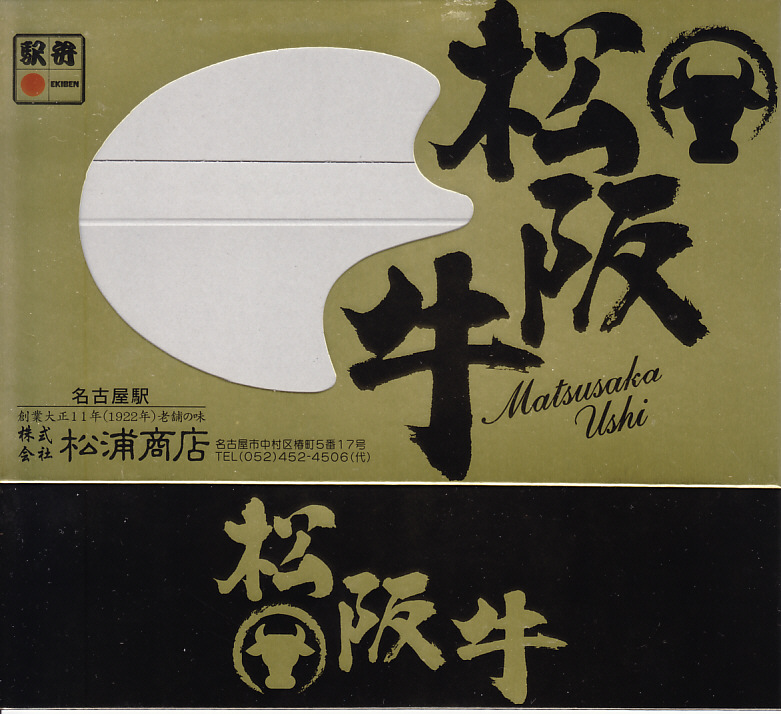 駅弁
EKIBEN
松阪牛
Matsusaka
Ushi
名古屋駅
創業大正11年(1922年)老舗の味
株式会社 松浦商店
名古屋市中村区椿町5番17号
TEL(052)452-4506(代)
松阪牛